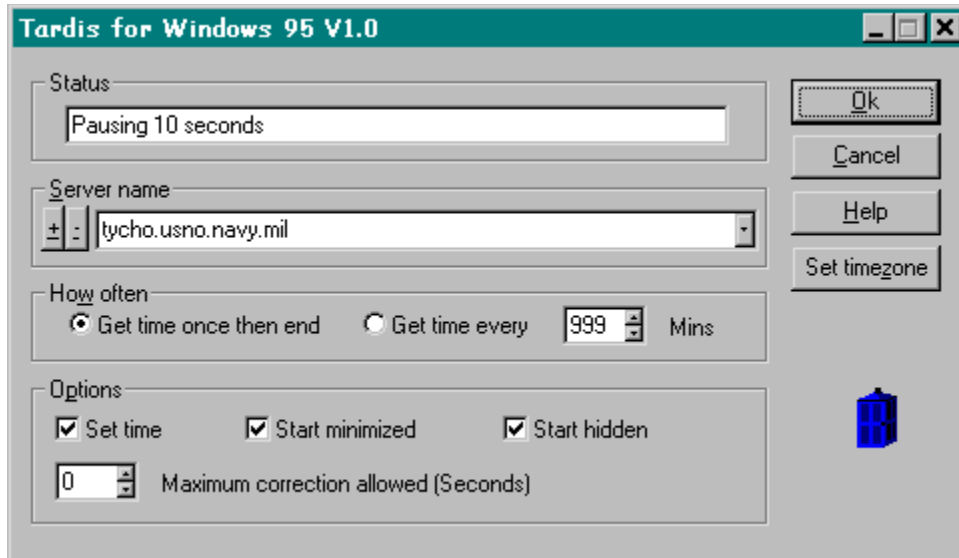 Tardis for Windows 95 V1.0
Status
Pausing 10 seconds
Ok
Cancel
Server name
+ - tycho.usno.navy.mil
Help
Set timezone
How often
Get time once then end Get time every 999 Mins
Options
Set time Start minimized Start hidden
0 Maximum correction allowed (Seconds)